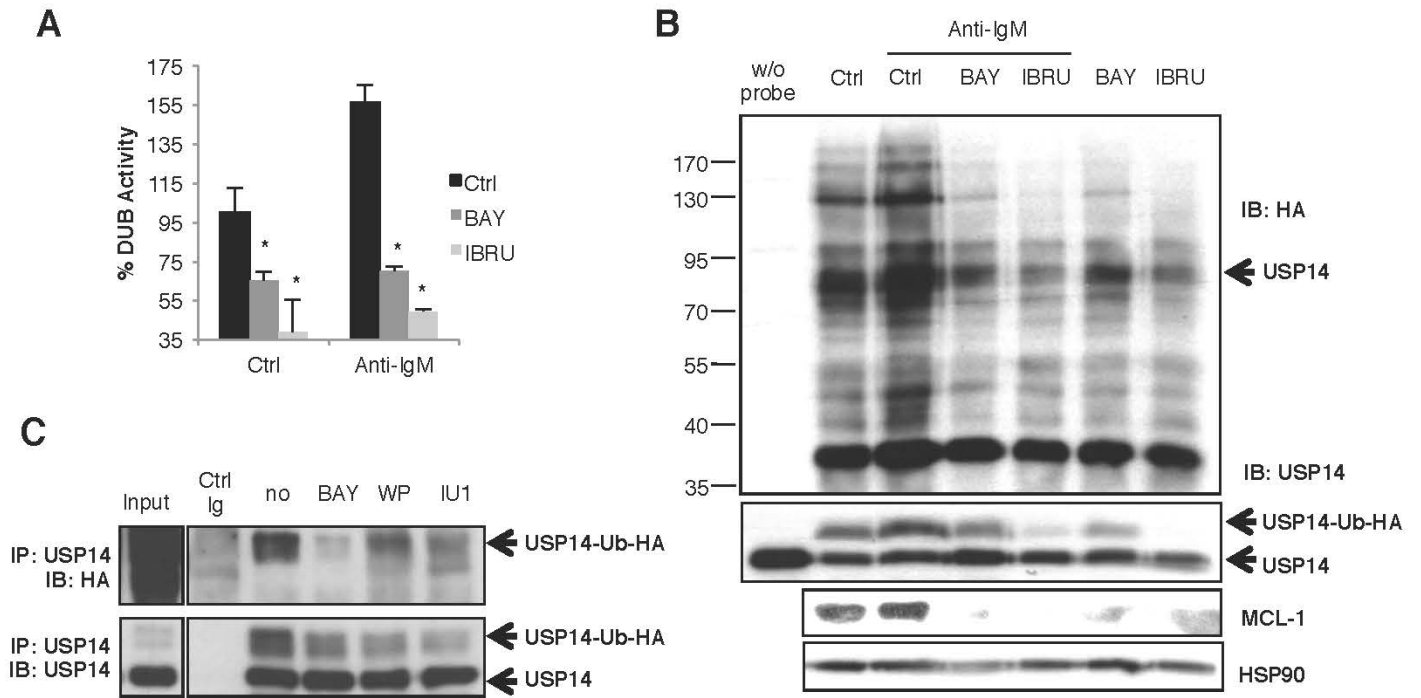 A
% DUB Activity
175
155
135
115
95
75
55
35
*
*
*
*
Ctrl
Anti-IgM
Ctrl
BAY
IBRU
B
Anti-IgM
w/o
probe
Ctrl
Ctrl
BAY
IBRU
BAY
IBRU
170
130
95
70
55
40
35
IB: HA
USP14
IB: USP14
USP14-Ub-HA
USP14
MCL-1
HSP90
C
Input
Ctrl
Ig
no
BAY
WP
IU1
IP: USP14
IB: HA
USP14-Ub-HA
IP: USP14
IB: USP14
USP14-Ub-HA
USP14